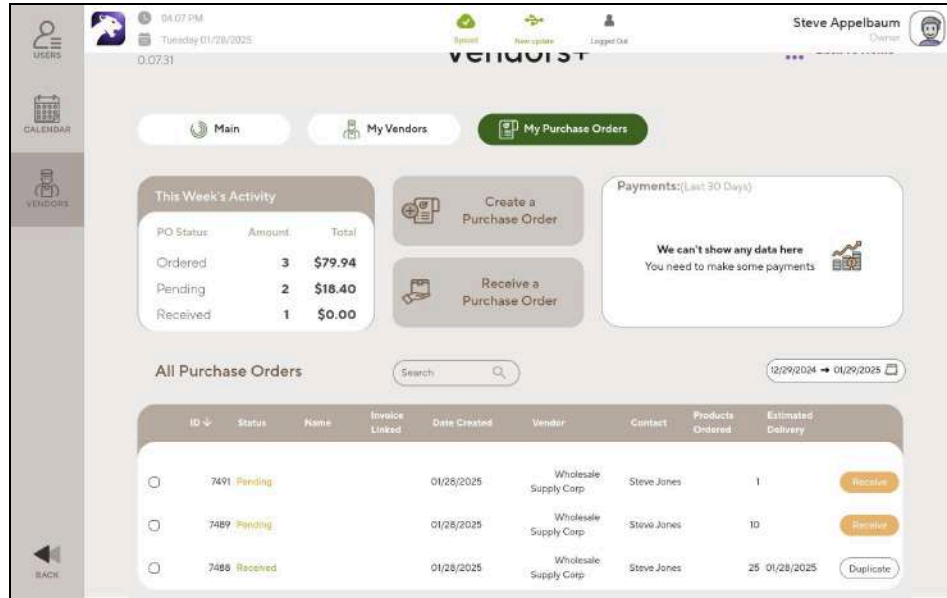 04:07 PM
Tuesday 01/28/2025
Synced
New update
Logged Out
Steve Appelbaum
Owner
USERS
0.07.31
Vendors+
CALENDAR
Main
My Vendors
My Purchase Orders
VENDORS
This Week's Activity
PO Status Amount Total
Ordered 3 $79.94
Pending 2 $18.40
Received 1 $0.00
Create a
Purchase Order
Receive a
Purchase Order
Payments:(Last 30 Days)
We can't show any data here
You need to make some payments
All Purchase Orders
Search
12/29/2024 → 01/29/2025
ID ↓ Status Name Invoice Linked Date Created Vendor Contact Products Ordered Estimated Delivery
7491 Pending 01/28/2025 Wholesale Supply Corp Steve Jones 1 Receive
7489 Pending 01/28/2025 Wholesale Supply Corp Steve Jones 10 Receive
7488 Received 01/28/2025 Wholesale Supply Corp Steve Jones 25 01/28/2025 Duplicate
BACK